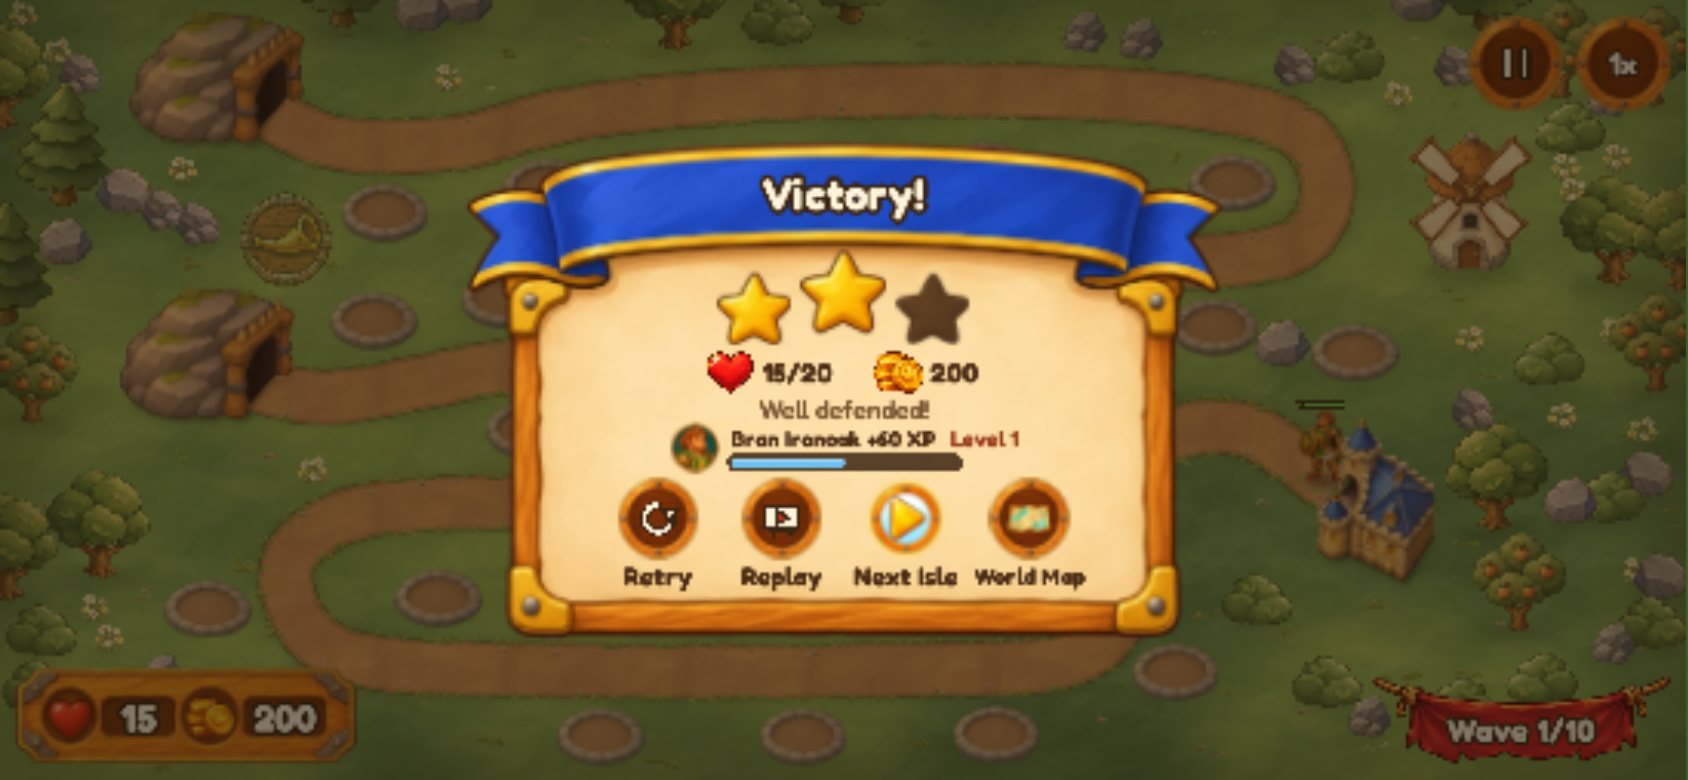 1x
Victory!
15/20 200
Well defended!
Bran Ironoak +60 XP Level 1
Retry Replay Next Isle World Map
15 200
Wave 1/10